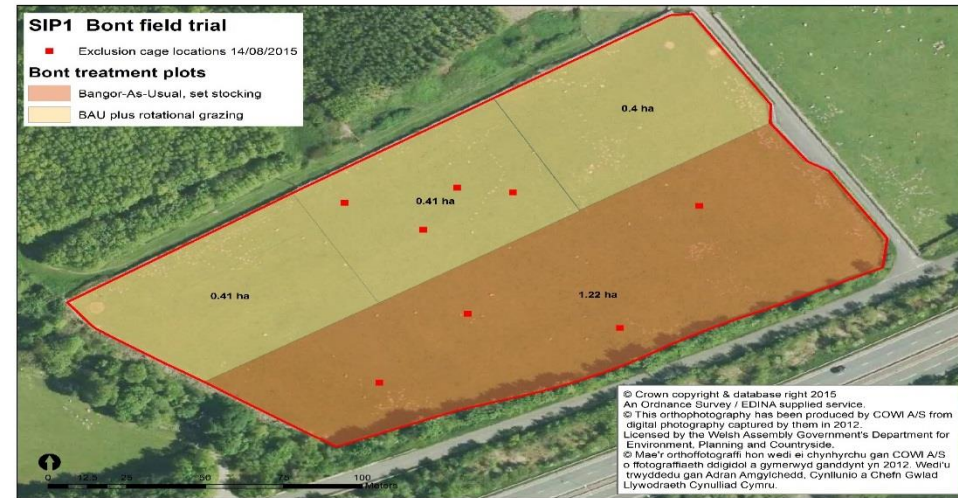 SIP1 Bont field trial
Exclusion cage locations 14/08/2015
Bont treatment plots
Bangor-As-Usual, set stocking
BAU plus rotational grazing
0.4 ha
0.41 ha
0.41 ha
1.22 ha
© Crown copyright & database right 2015
An Ordnance Survey / EDINA supplied service.
© This orthophotography has been produced by COWI A/S from
digital photography captured by them in 2012.
Licensed by the Welsh Assembly Government's Department for
Environment, Planning and Countryside.
© Mae'r orthoffotograffi hon wedi ei chynhyrchu gan COWI A/S
o ffotograffiaeth ddigidol a gymerwyd ganddynt yn 2012. Wedi'u
trwyddedu gan Adran Amgylchedd, Cynllunio a Chefn Gwlad
Llywodraeth Cynulliad Cymru.
0 12.5 25 50 75 100
Meters